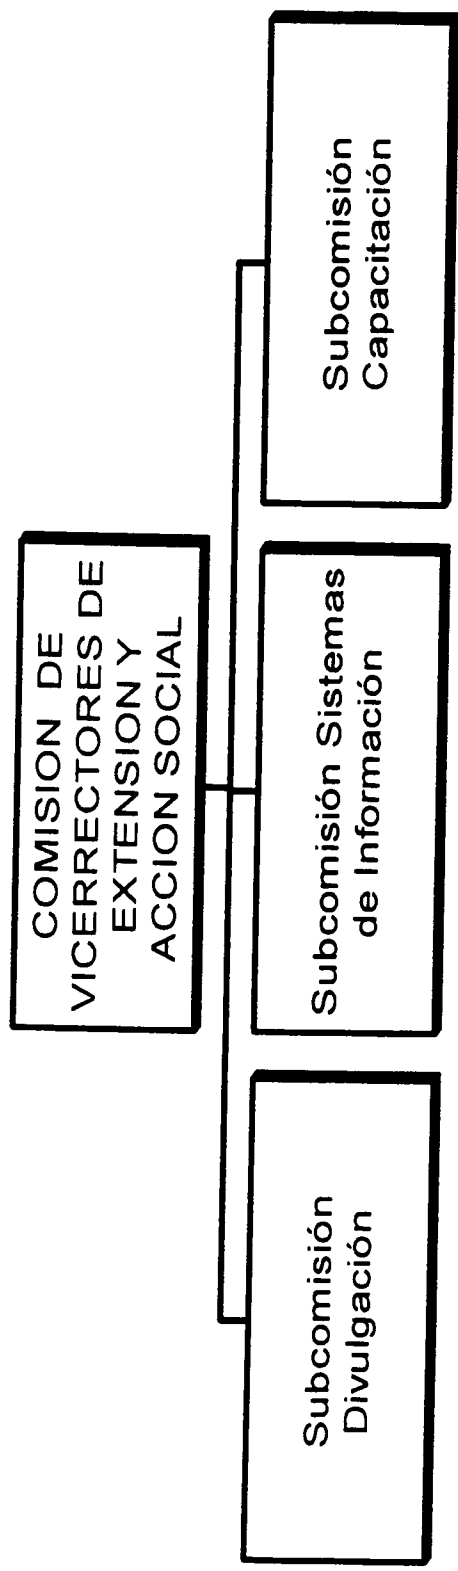 COMISION DE
VICERRECTORES DE
EXTENSION Y
ACCION SOCIAL
Subcomisión
Divulgación
Subcomisión Sistemas
de Información
Subcomisión
Capacitación